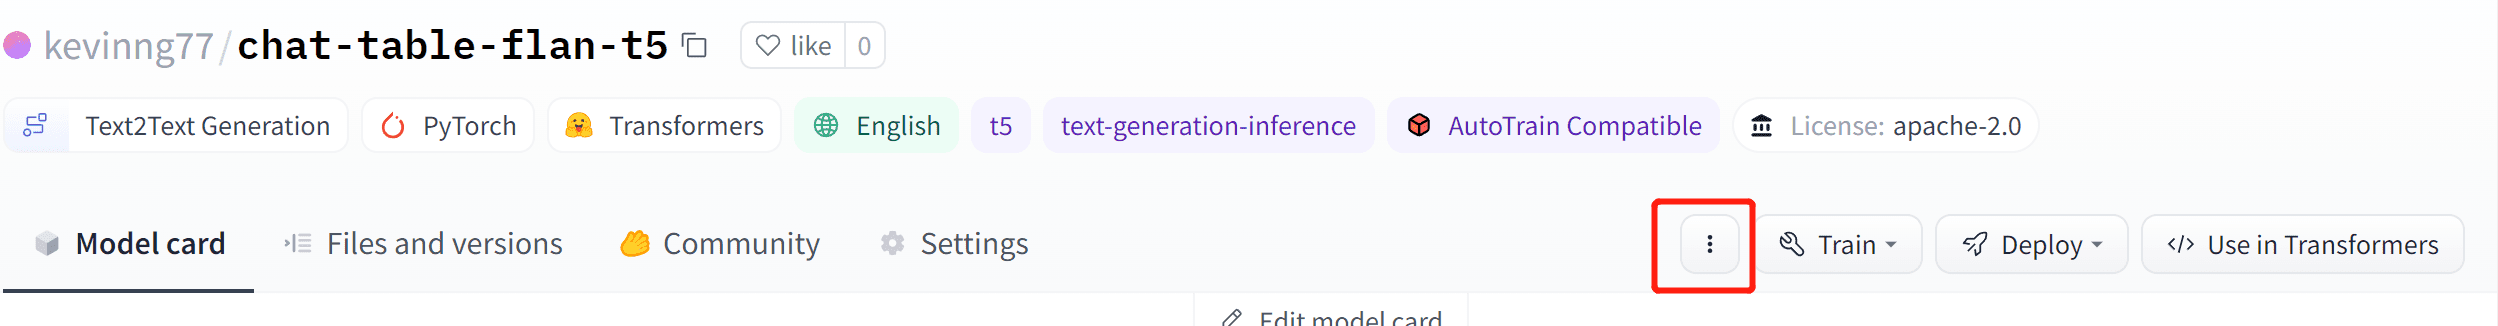 kevinng77/chat-table-flan-t5 like 0
Text2Text Generation PyTorch Transformers English t5 text-generation-inference AutoTrain Compatible License: apache-2.0
Model card Files and versions Community Settings Train Deploy </> Use in Transformers
Edit model card